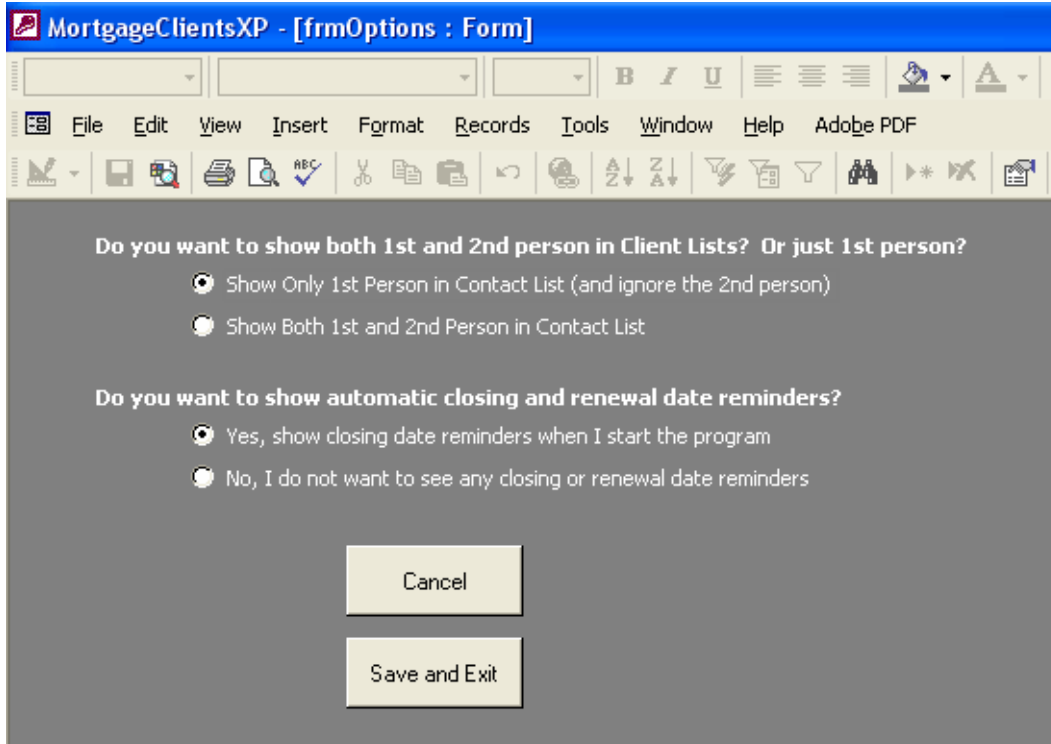 MortgageClientsXP - [frmOptions : Form]
B I U A
File Edit View Insert Format Records Tools Window Help Adobe PDF
ABC A Z Z A
Do you want to show both 1st and 2nd person in Client Lists?  Or just 1st person?
Show Only 1st Person in Contact List (and ignore the 2nd person)
Show Both 1st and 2nd Person in Contact List
Do you want to show automatic closing and renewal date reminders?
Yes, show closing date reminders when I start the program
No, I do not want to see any closing or renewal date reminders
Cancel
Save and Exit